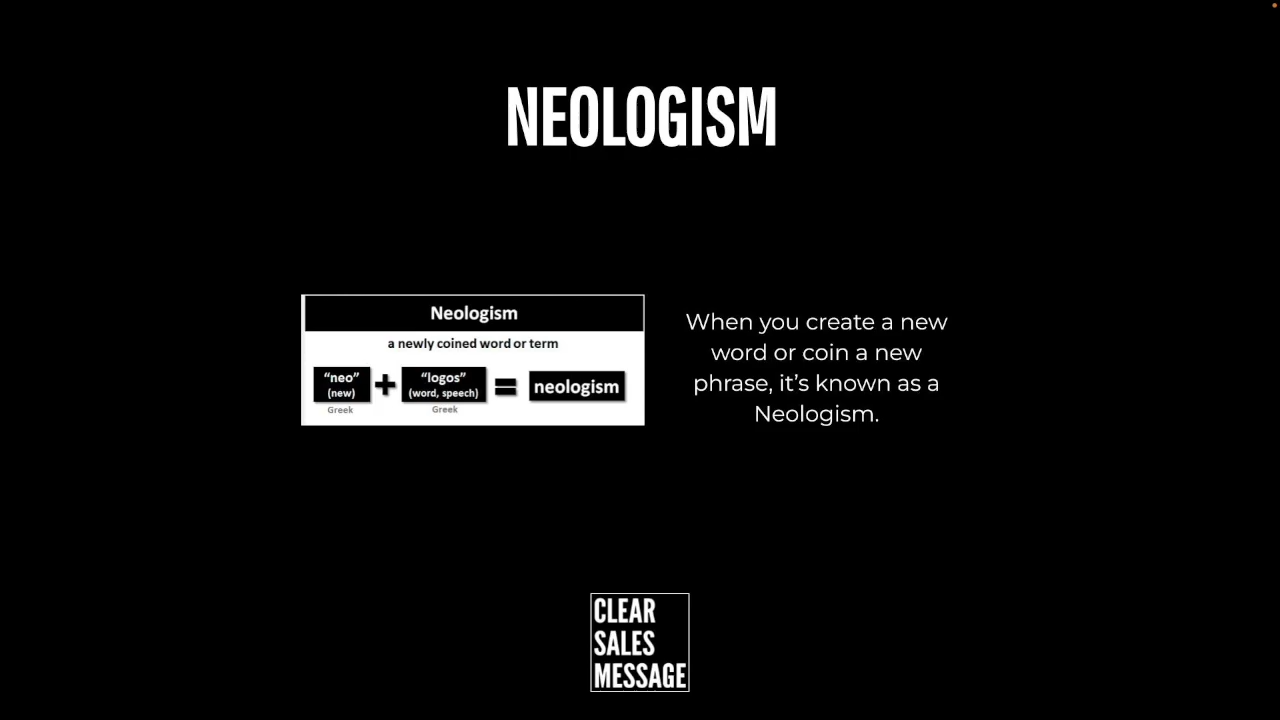 NEOLOGISM
Neologism
a newly coined word or term
“neo” + “logos” = neologism
(new) (word, speech)
Greek Greek
When you create a new
word or coin a new
phrase, it’s known as a
Neologism.
CLEAR
SALES
MESSAGE